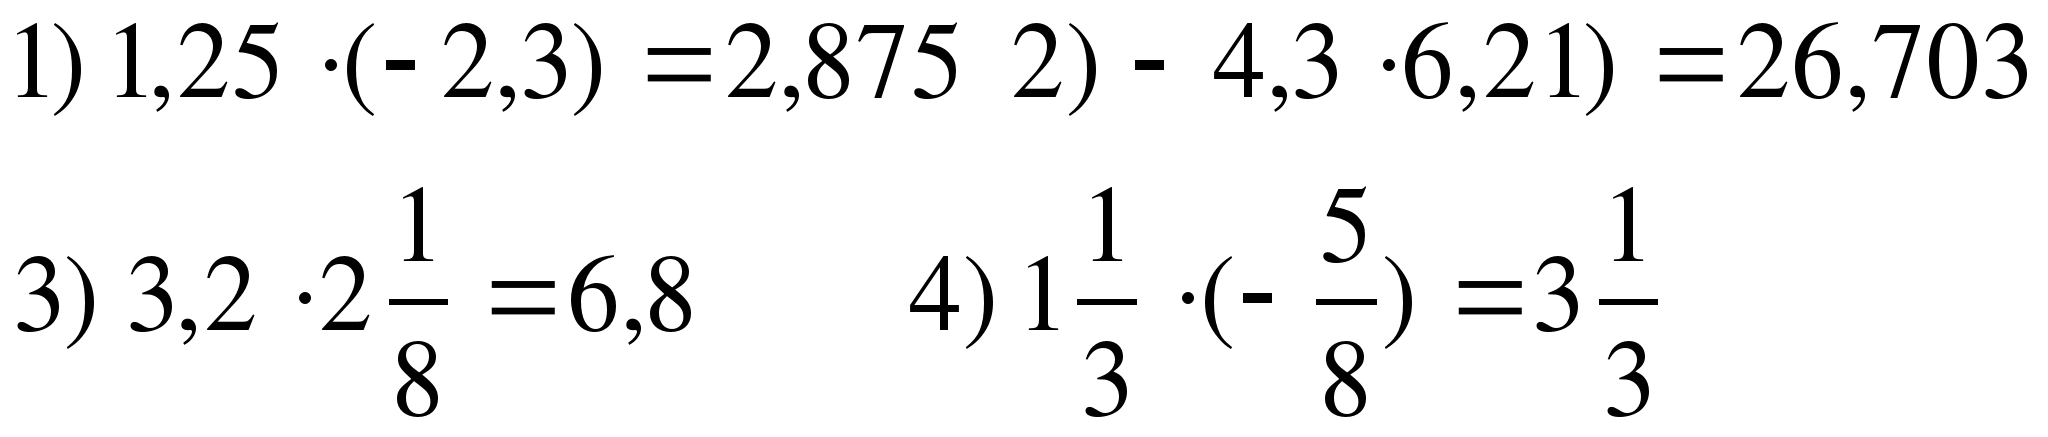 1) 1,25 ·(- 2,3) =2,875 2) - 4,3 ·6,21) =26,703
3) 3,2 ·2 1/8 =6,8 4) 1 1/3 ·(- 5/8) =3 1/3